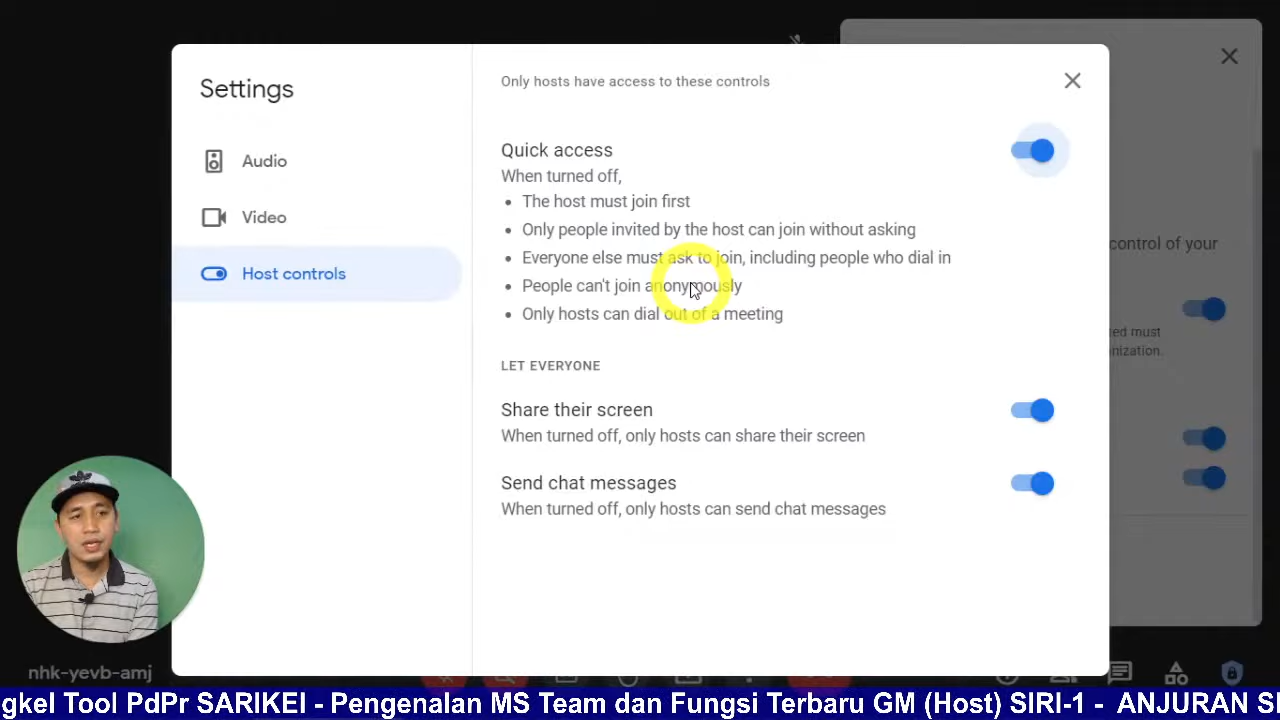 Settings
Audio
Video
Host controls
Only hosts have access to these controls
Quick access
When turned off,
• The host must join first
• Only people invited by the host can join without asking
• Everyone else must ask to join, including people who dial in
• People can't join anonymously
• Only hosts can dial out of a meeting
LET EVERYONE
Share their screen
When turned off, only hosts can share their screen
Send chat messages
When turned off, only hosts can send chat messages
control of your
must
nhk-yevb-amj
gkel Tool PdPr SARIKEI - Pengenalan MS Team dan Fungsi Terbaru GM (Host) SIRI-1 - ANJURAN S